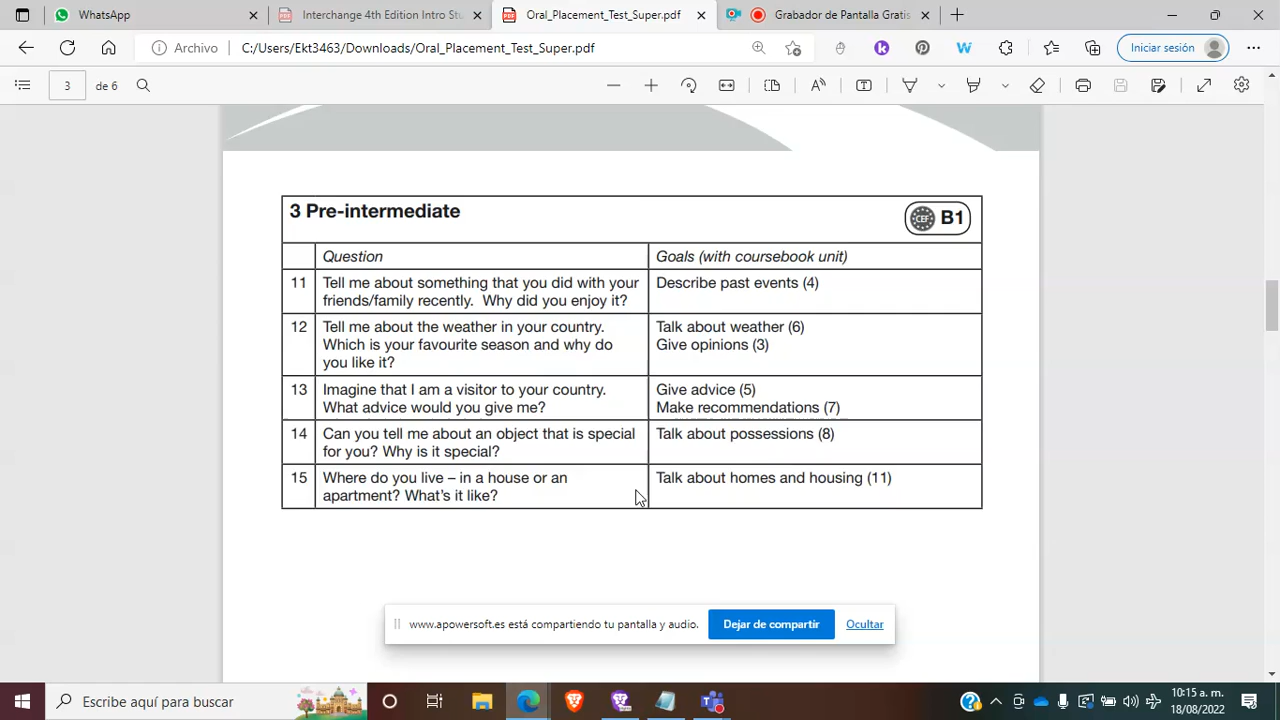 WhatsApp
Interchange 4th Edition Intro Stu
Oral_Placement_Test_Super.pdf
Grabador de Pantalla Gratis
Archivo
C:/Users/Ekt3463/Downloads/Oral_Placement_Test_Super.pdf
Iniciar sesión
3
de 6
3 Pre-intermediate
CEF
B1
Question
Goals (with coursebook unit)
11
Tell me about something that you did with your
friends/family recently. Why did you enjoy it?
Describe past events (4)
12
Tell me about the weather in your country.
Which is your favourite season and why do
you like it?
Talk about weather (6)
Give opinions (3)
13
Imagine that I am a visitor to your country.
What advice would you give me?
Give advice (5)
Make recommendations (7)
14
Can you tell me about an object that is special
for you? Why is it special?
Talk about possessions (8)
15
Where do you live – in a house or an
apartment? What's it like?
Talk about homes and housing (11)
www.apowersoft.es está compartiendo tu pantalla y audio.
Dejar de compartir
Ocultar
Escribe aquí para buscar
10:15 a. m.
18/08/2022